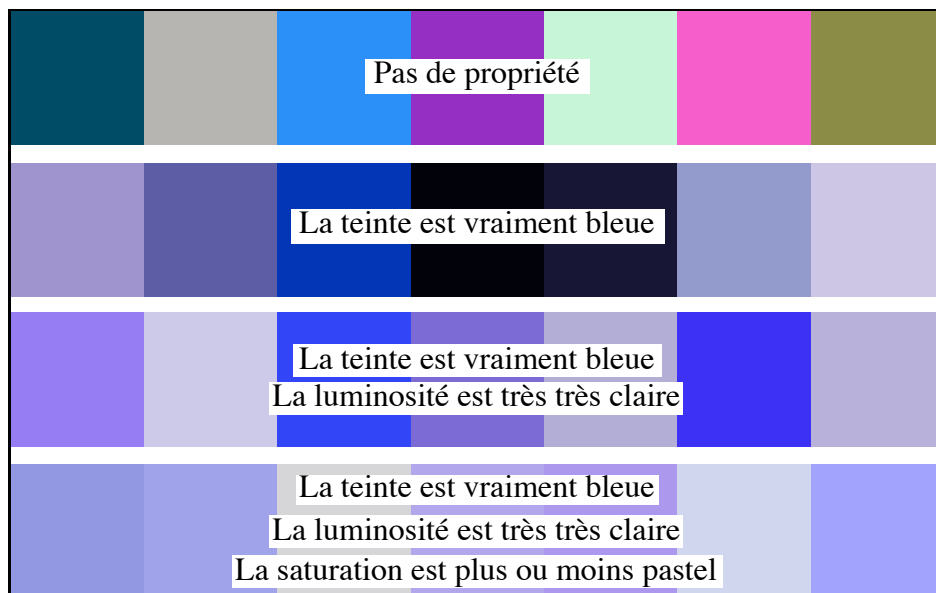 Pas de propriété
La teinte est vraiment bleue
La teinte est vraiment bleue
La luminosité est très très claire
La teinte est vraiment bleue
La luminosité est très très claire
La saturation est plus ou moins pastel